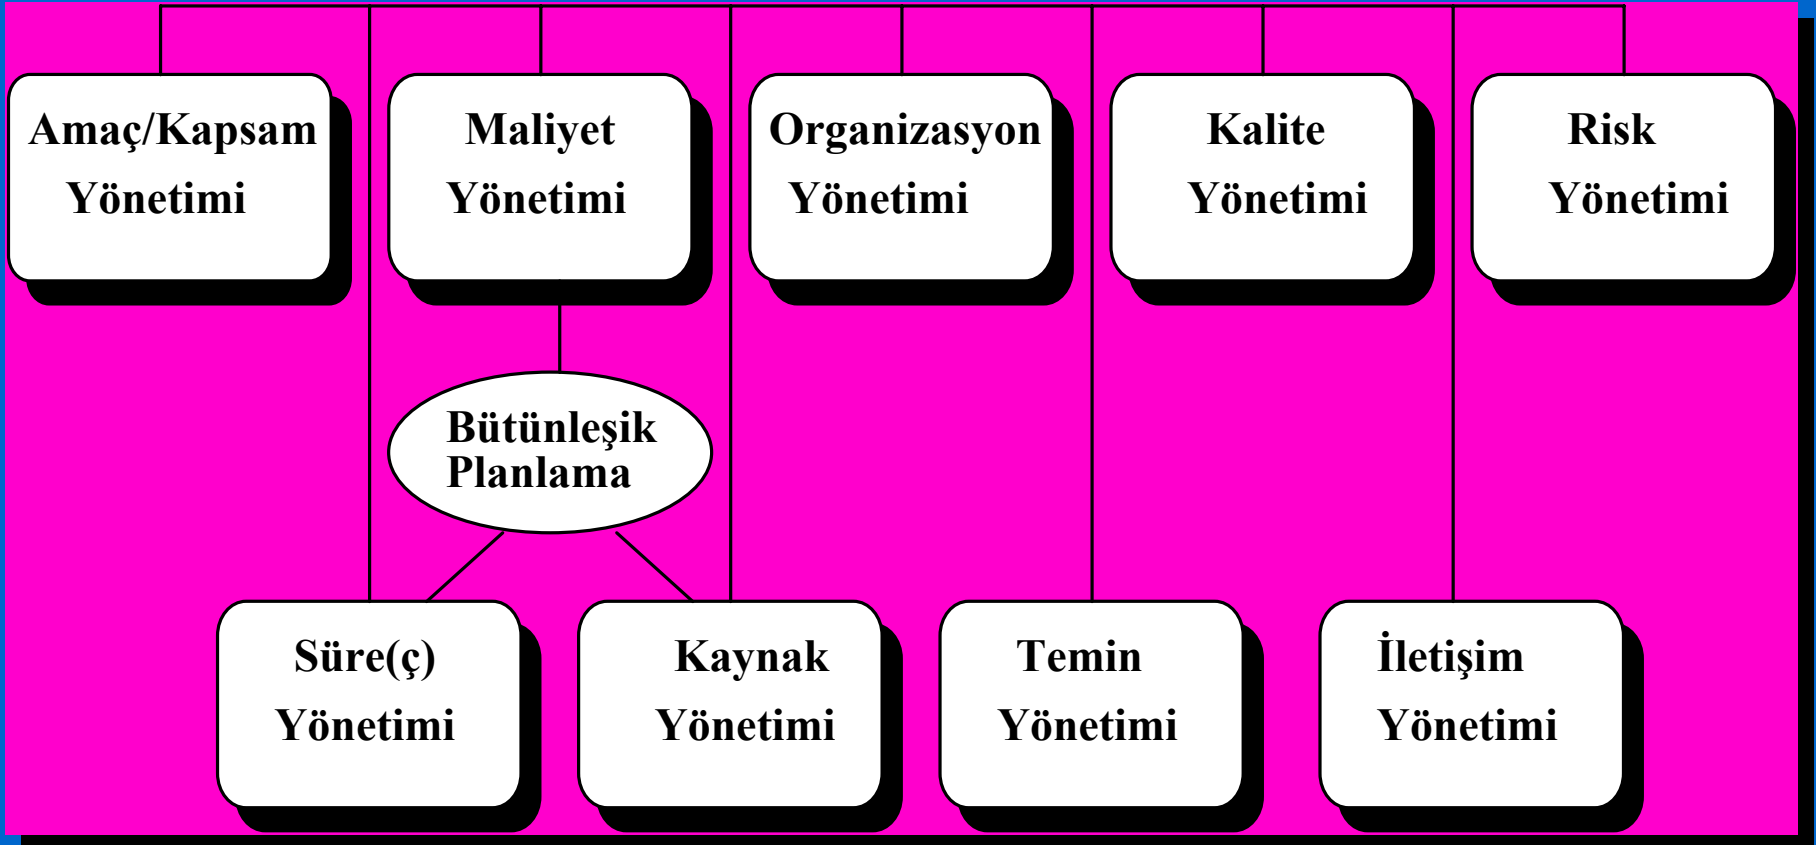 Amaç/Kapsam
Yönetimi
Maliyet
Yönetimi
Organizasyon
Yönetimi
Kalite
Yönetimi
Risk
Yönetimi
Bütünleşik
Planlama
Süre(ç)
Yönetimi
Kaynak
Yönetimi
Temin
Yönetimi
İletişim
Yönetimi